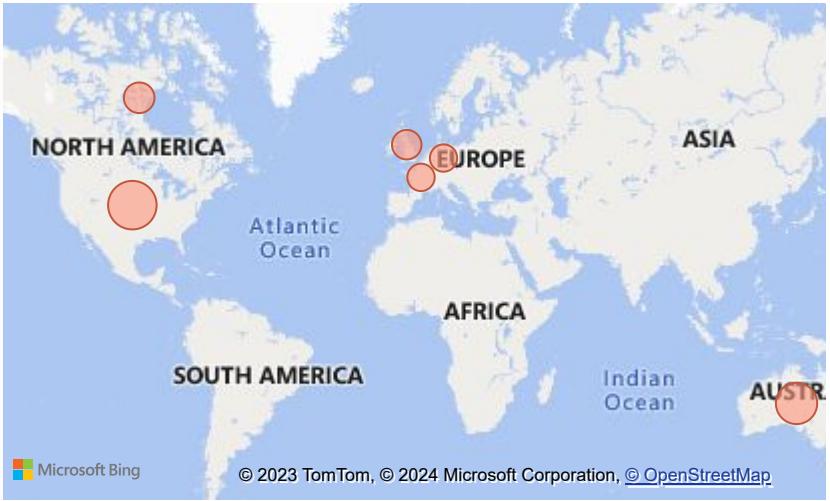 NORTH AMERICA
EUROPE
ASIA
Atlantic
Ocean
AFRICA
SOUTH AMERICA
Indian
Ocean
AUSTRA
Microsoft Bing
© 2023 TomTom, © 2024 Microsoft Corporation, © OpenStreetMap